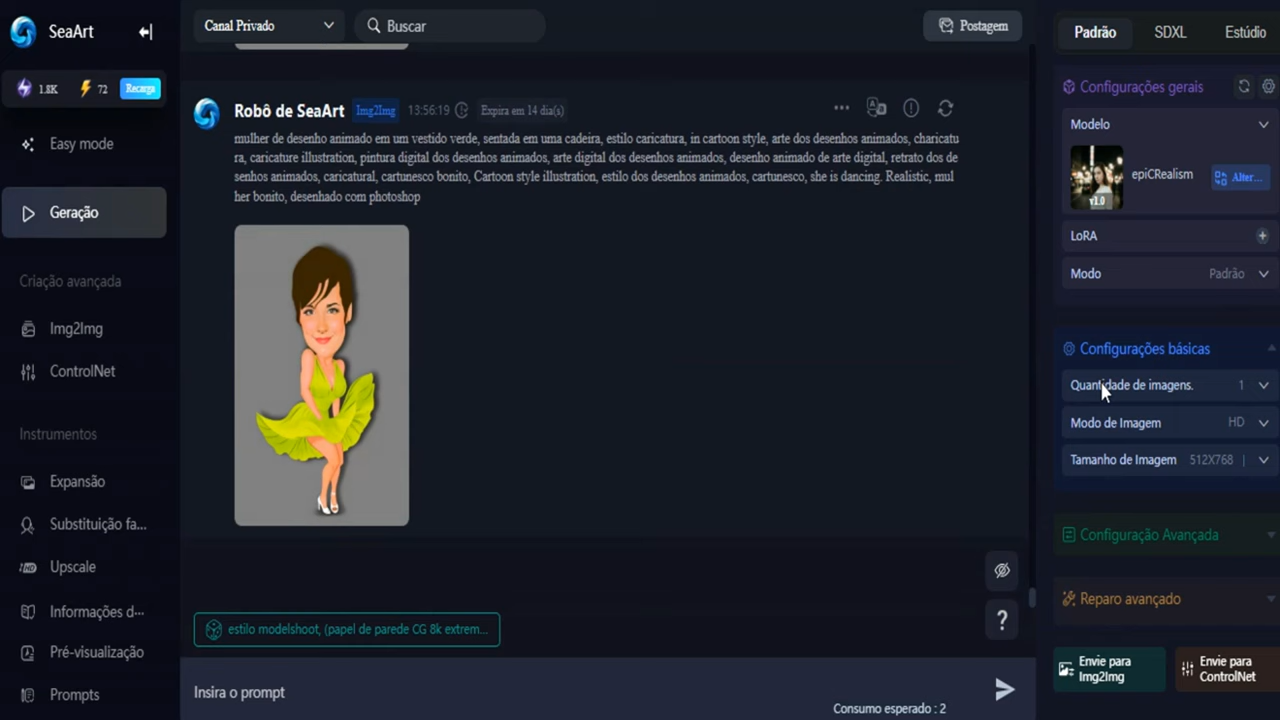 SeaArt
1.8K 72 Recarga
Easy mode
Geração
Criação avançada
Img2Img
ControlNet
Instrumentos
Expansão
Substituição fa...
Upscale
Informações d...
Pré-visualização
Prompts
Canal Privado
Buscar
Postagem
Robô de SeaArt Img2Img 13:56:19 Expira em 14 dia(s)
mulher de desenho animado em um vestido verde, sentada em uma cadeira, estilo caricatura, in cartoon style, arte dos desenhos animados, charicatu
ra, caricature illustration, pintura digital dos desenhos animados, arte digital dos desenhos animados, desenho animado de arte digital, retrato dos de
senhos animados, caricatural, cartunesco bonito, Cartoon style illustration, estilo dos desenhos animados, cartunesco, she is dancing. Realistic, mul
her bonito, desenhado com photoshop
estilo modelshoot, (papel de parede CG 8k extrem...
?
Insira o prompt
Consumo esperado : 2
Padrão SDXL Estúdio
Configurações gerais
Modelo
v1.0
epiCRealism
Alter...
LoRA
Modo Padrão
Configurações básicas
Quantidade de imagens. 1
Modo de Imagem HD
Tamanho de Imagem 512X768 |
Configuração Avançada
Reparo avançado
Envie para
Img2Img
Envie para
ControlNet